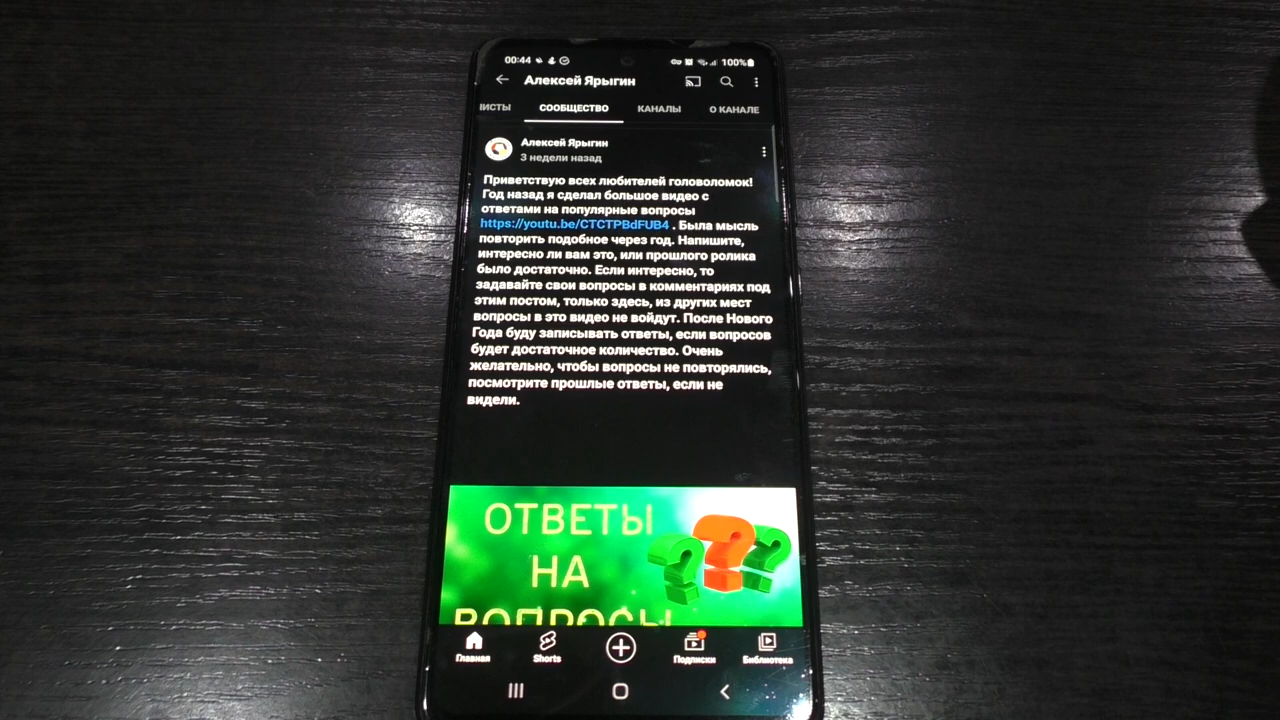 00:44
100%
Алексей Ярыгин
ИСТЫ СООБЩЕСТВО КАНАЛЫ О КАНАЛЕ
Алексей Ярыгин
3 недели назад
Приветствую всех любителей головоломок!
Год назад я сделал большое видео с
ответами на популярные вопросы
https://youtu.be/CTCTPBdFUB4 . Была мысль
повторить подобное через год. Напишите,
интересно ли вам это, или прошлого ролика
было достаточно. Если интересно, то
задавайте свои вопросы в комментариях под
этим постом, только здесь, из других мест
вопросы в это видео не войдут. После Нового
Года буду записывать ответы, если вопросов
будет достаточное количество. Очень
желательно, чтобы вопросы не повторялись,
посмотрите прошлые ответы, если не
видели.
ОТВЕТЫ
НА
ВОПРОСЫ
Главная Shorts Подписки Библиотека